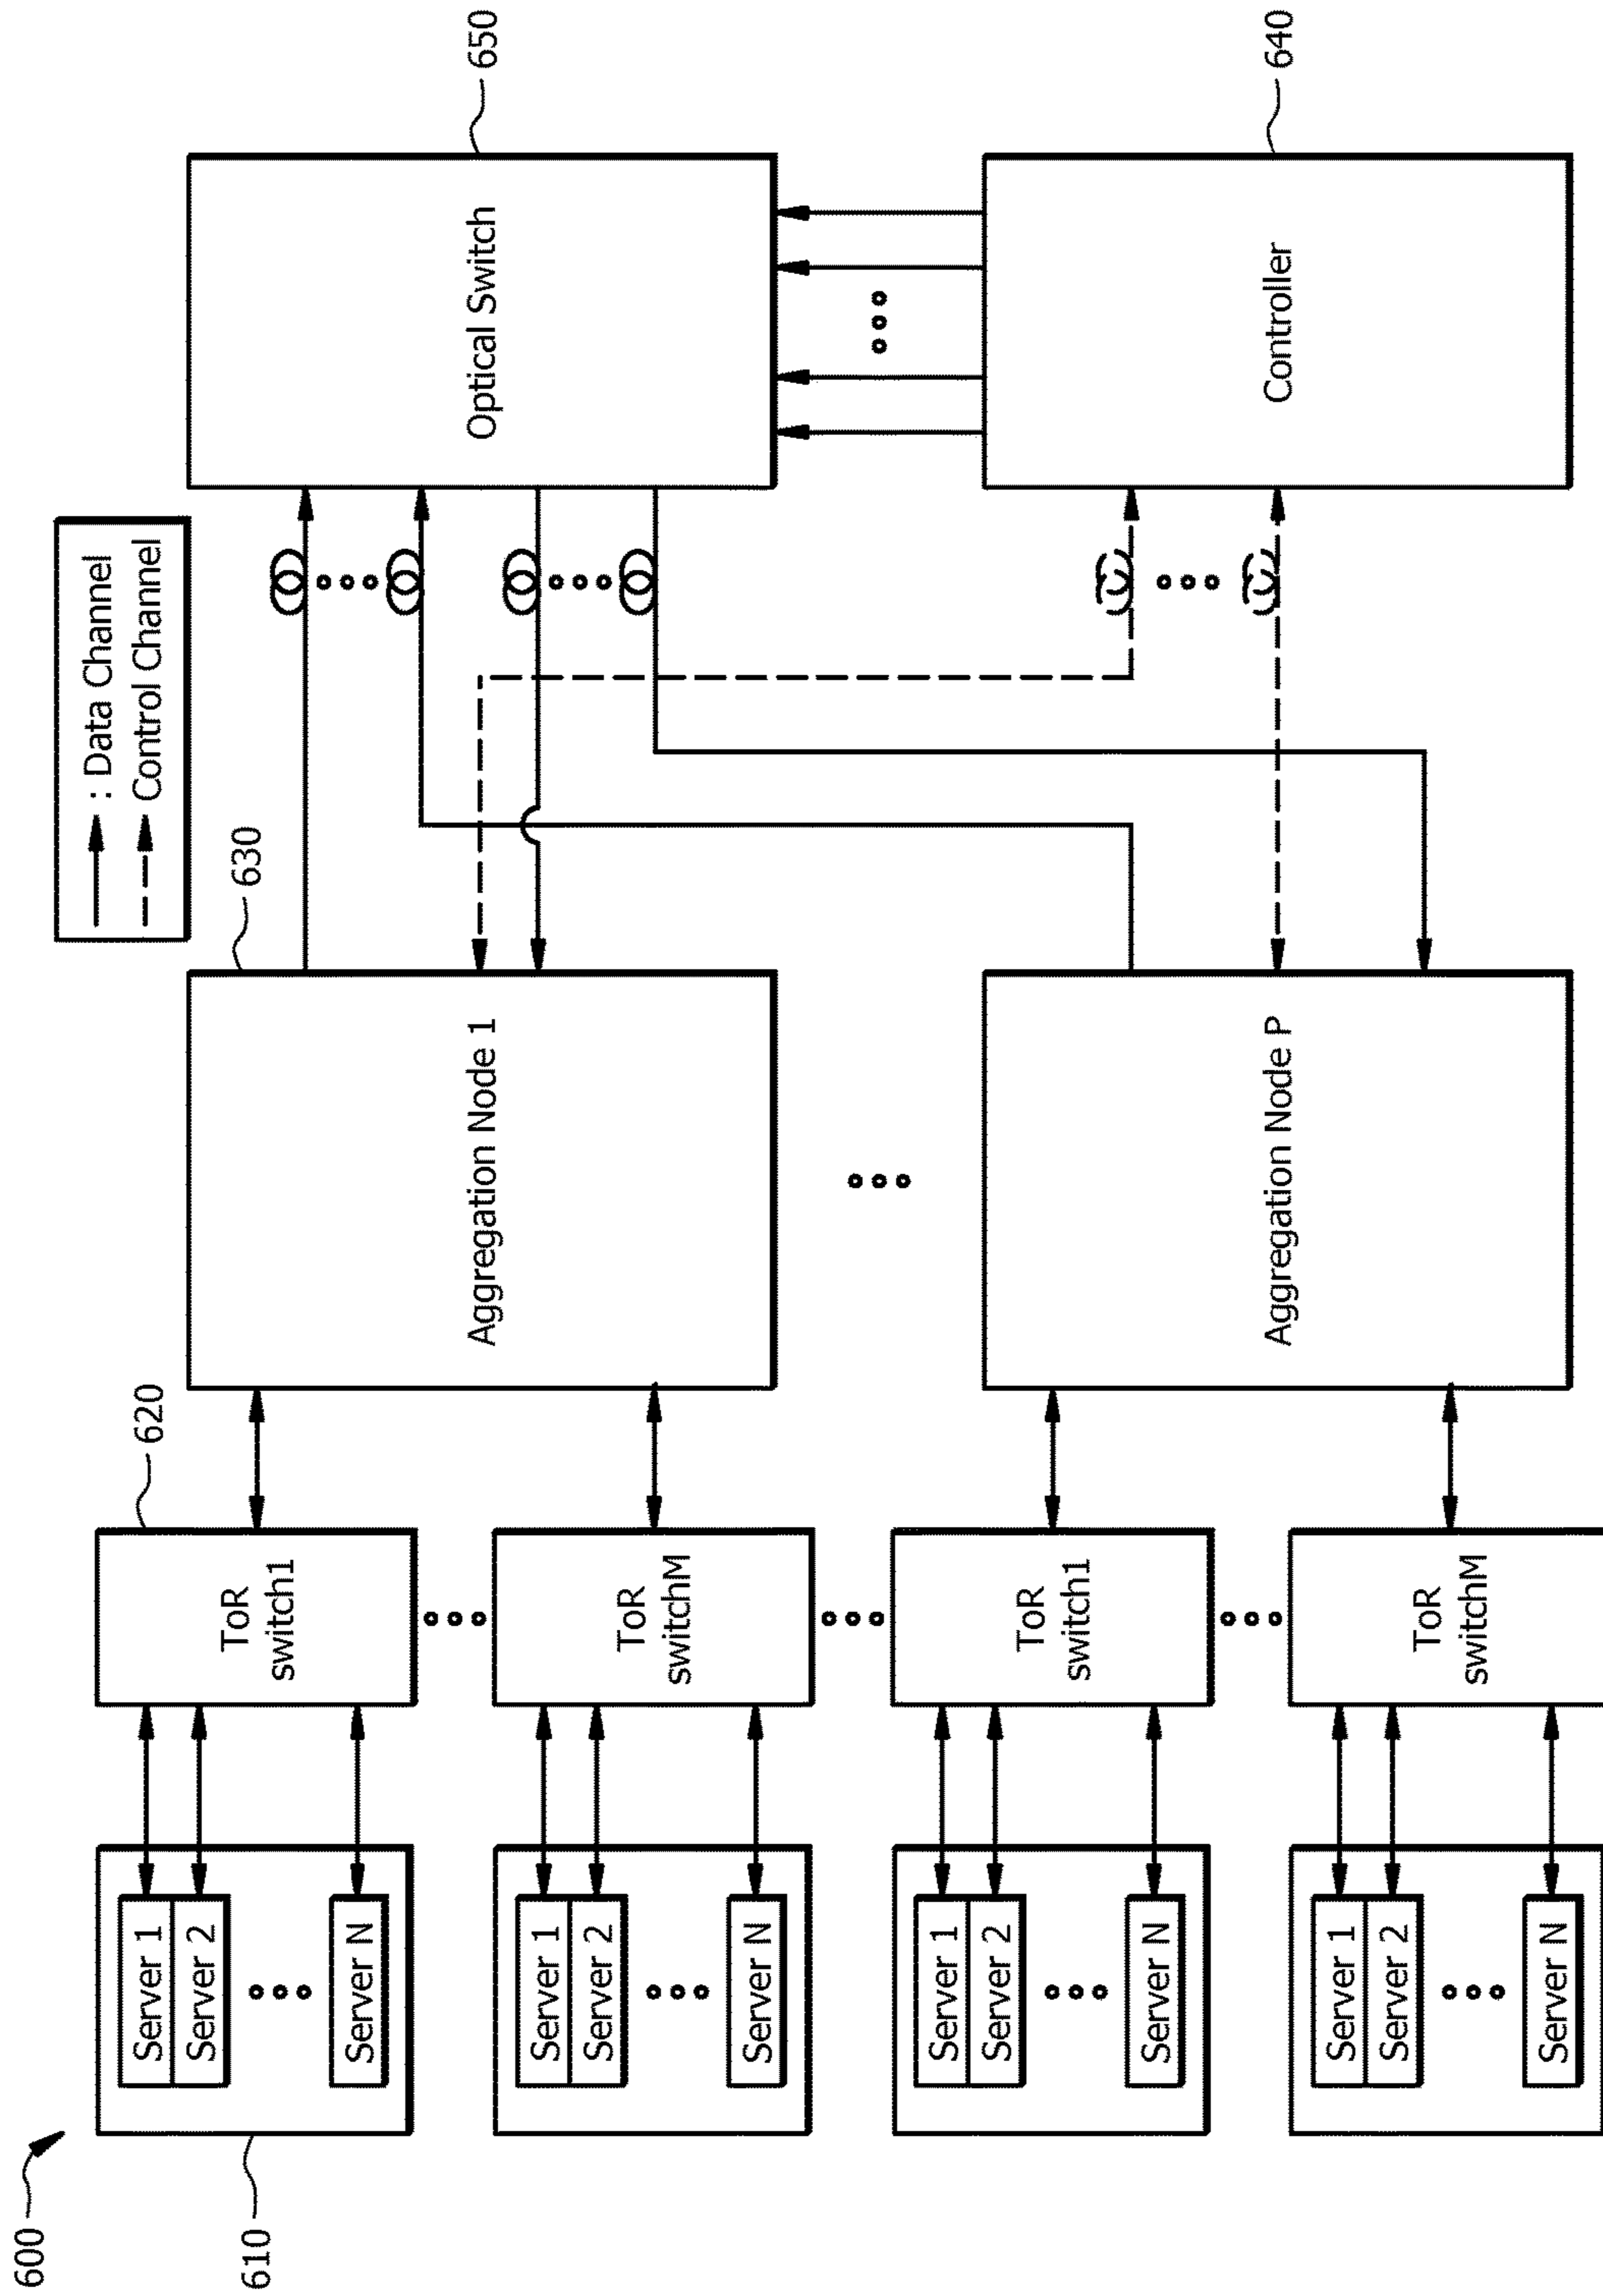 600
610
Server 1
Server 2
Server N
Server 1
Server 2
Server N
Server 1
Server 2
Server N
Server 1
Server 2
Server N
620
ToR
switch1
ToR
switchM
ToR
switch1
ToR
switchM
630
Aggregation Node 1
Aggregation Node P
: Data Channel
Control Channel
650
Optical Switch
640
Controller